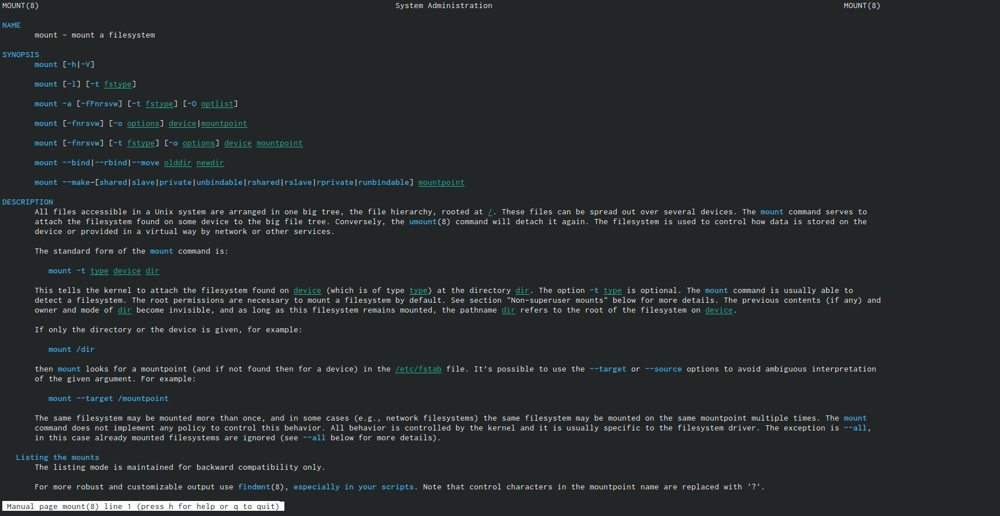 MOUNT(8) System Administration MOUNT(8)
NAME
mount - mount a filesystem
SYNOPSIS
mount [-h|-V]
mount [-l] [-t fstype]
mount -a [-fFnrsvw] [-t fstype] [-O optlist]
mount [-fnrsvw] [-o options] device|mountpoint
mount [-fnrsvw] [-t fstype] [-o options] device mountpoint
mount --bind|--rbind|--move olddir newdir
mount --make-[shared|slave|private|unbindable|rshared|rslave|rprivate|runbindable] mountpoint
DESCRIPTION
All files accessible in a Unix system are arranged in one big tree, the file hierarchy, rooted at /. These files can be spread out over several devices. The mount command serves to
attach the filesystem found on some device to the big file tree. Conversely, the umount(8) command will detach it again. The filesystem is used to control how data is stored on the
device or provided in a virtual way by network or other services.
The standard form of the mount command is:
mount -t type device dir
This tells the kernel to attach the filesystem found on device (which is of type type) at the directory dir. The option -t type is optional. The mount command is usually able to
detect a filesystem. The root permissions are necessary to mount a filesystem by default. See section "Non-superuser mounts" below for more details. The previous contents (if any) and
owner and mode of dir become invisible, and as long as this filesystem remains mounted, the pathname dir refers to the root of the filesystem on device.
If only the directory or the device is given, for example:
mount /dir
then mount looks for a mountpoint (and if not found then for a device) in the /etc/fstab file. It’s possible to use the --target or --source options to avoid ambiguous interpretation
of the given argument. For example:
mount --target /mountpoint
The same filesystem may be mounted more than once, and in some cases (e.g., network filesystems) the same filesystem may be mounted on the same mountpoint multiple times. The mount
command does not implement any policy to control this behavior. All behavior is controlled by the kernel and it is usually specific to the filesystem driver. The exception is --all,
in this case already mounted filesystems are ignored (see --all below for more details).
Listing the mounts
The listing mode is maintained for backward compatibility only.
For more robust and customizable output use findmnt(8), especially in your scripts. Note that control characters in the mountpoint name are replaced with '?'.
Manual page mount(8) line 1 (press h for help or q to quit)